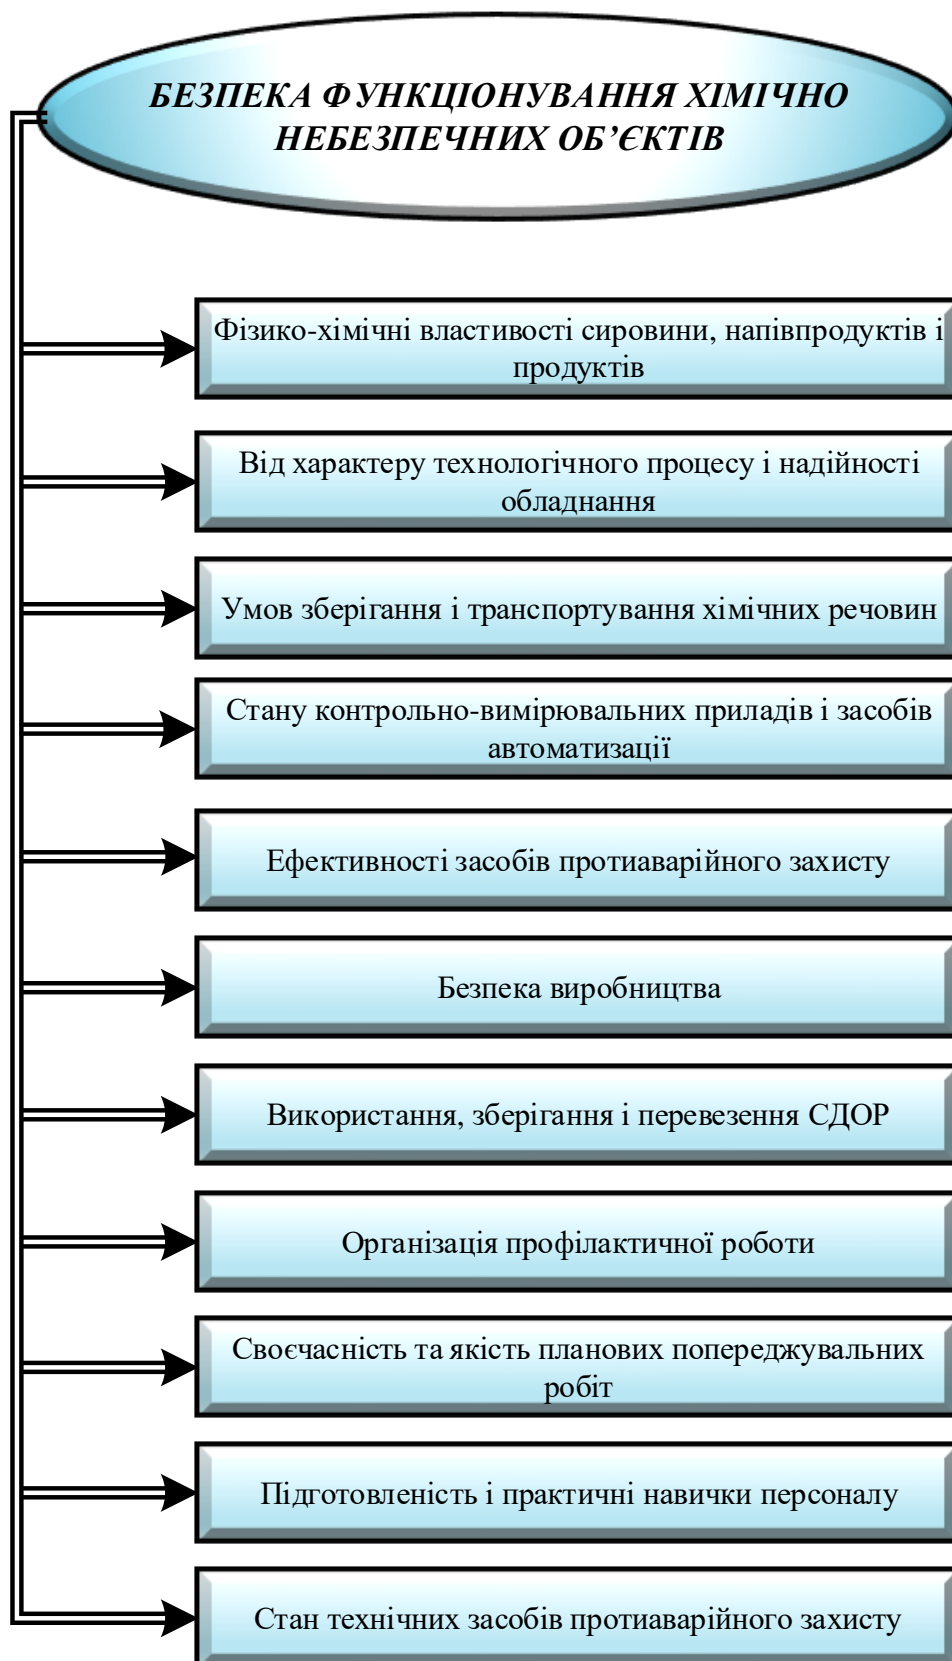 БЕЗПЕКА ФУНКЦІОНУВАННЯ ХІМІЧНО
НЕБЕЗПЕЧНИХ ОБ’ЄКТІВ
Фізико-хімічні властивості сировини, напівпродуктів і
продуктів
Від характеру технологічного процесу і надійності
обладнання
Умов зберігання і транспортування хімічних речовин
Стану контрольно-вимірювальних приладів і засобів
автоматизації
Ефективності засобів протиаварійного захисту
Безпека виробництва
Використання, зберігання і перевезення СДОР
Організація профілактичної роботи
Своєчасність та якість планових попереджувальних
робіт
Підготовленість і практичні навички персоналу
Стан технічних засобів протиаварійного захисту